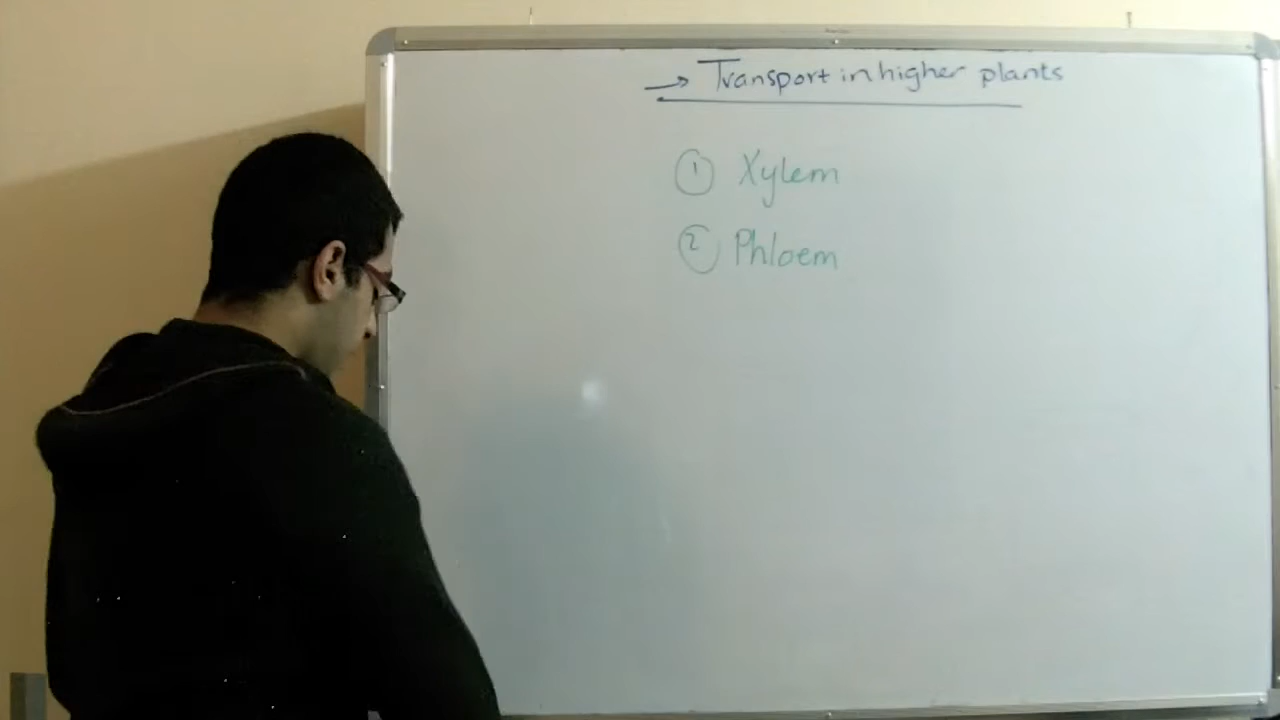 → Transport in higher plants
① Xylem
② Phloem